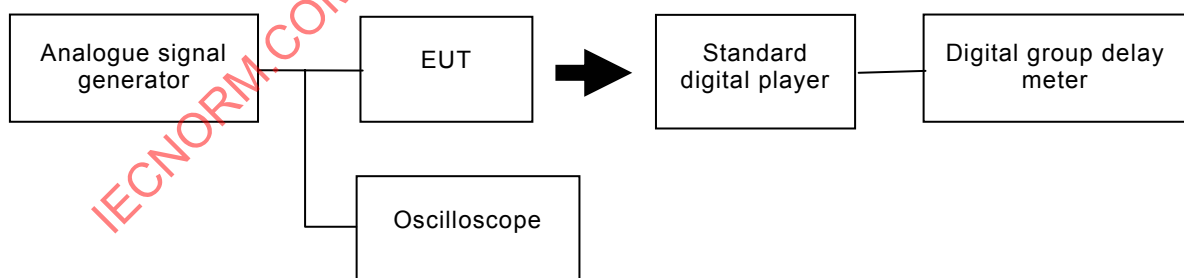 Analogue signal
generator
EUT
Standard
digital player
Digital group delay
meter
Oscilloscope
IECNORM.COM